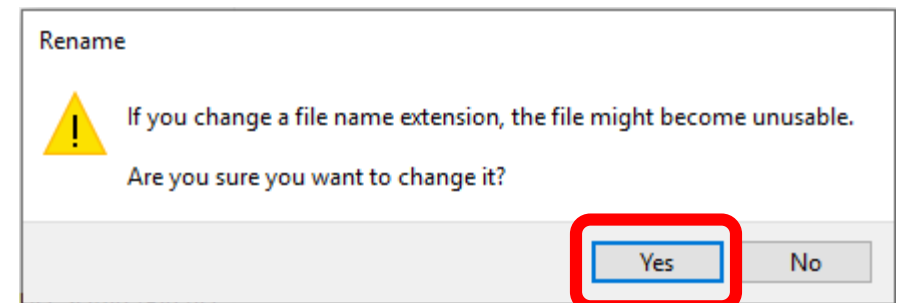 Rename
If you change a file name extension, the file might become unusable.
Are you sure you want to change it?
Yes No